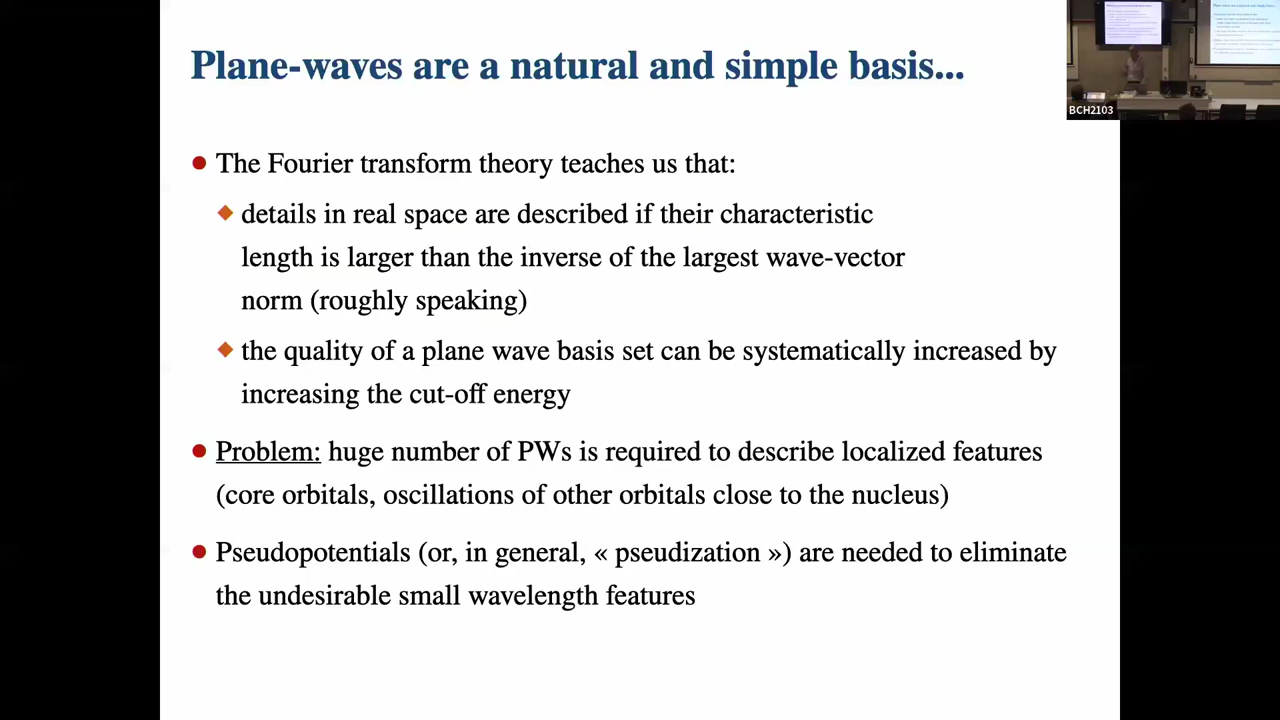 Plane-waves are a natural and simple basis...
BCH2103
● The Fourier transform theory teaches us that:
◆ details in real space are described if their characteristic
length is larger than the inverse of the largest wave-vector
norm (roughly speaking)
◆ the quality of a plane wave basis set can be systematically increased by
increasing the cut-off energy
● Problem: huge number of PWs is required to describe localized features
(core orbitals, oscillations of other orbitals close to the nucleus)
● Pseudopotentials (or, in general, « pseudization ») are needed to eliminate
the undesirable small wavelength features